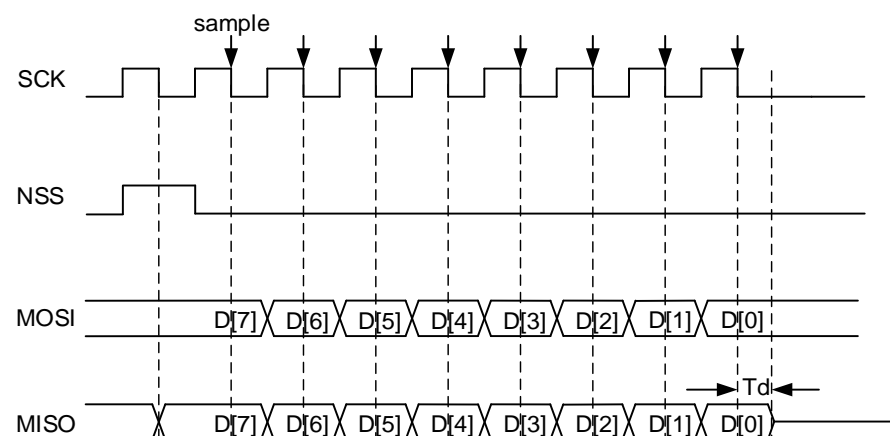 sample
SCK
NSS
MOSI D[7] D[6] D[5] D[4] D[3] D[2] D[1] D[0]
Td
MISO D[7] D[6] D[5] D[4] D[3] D[2] D[1] D[0]